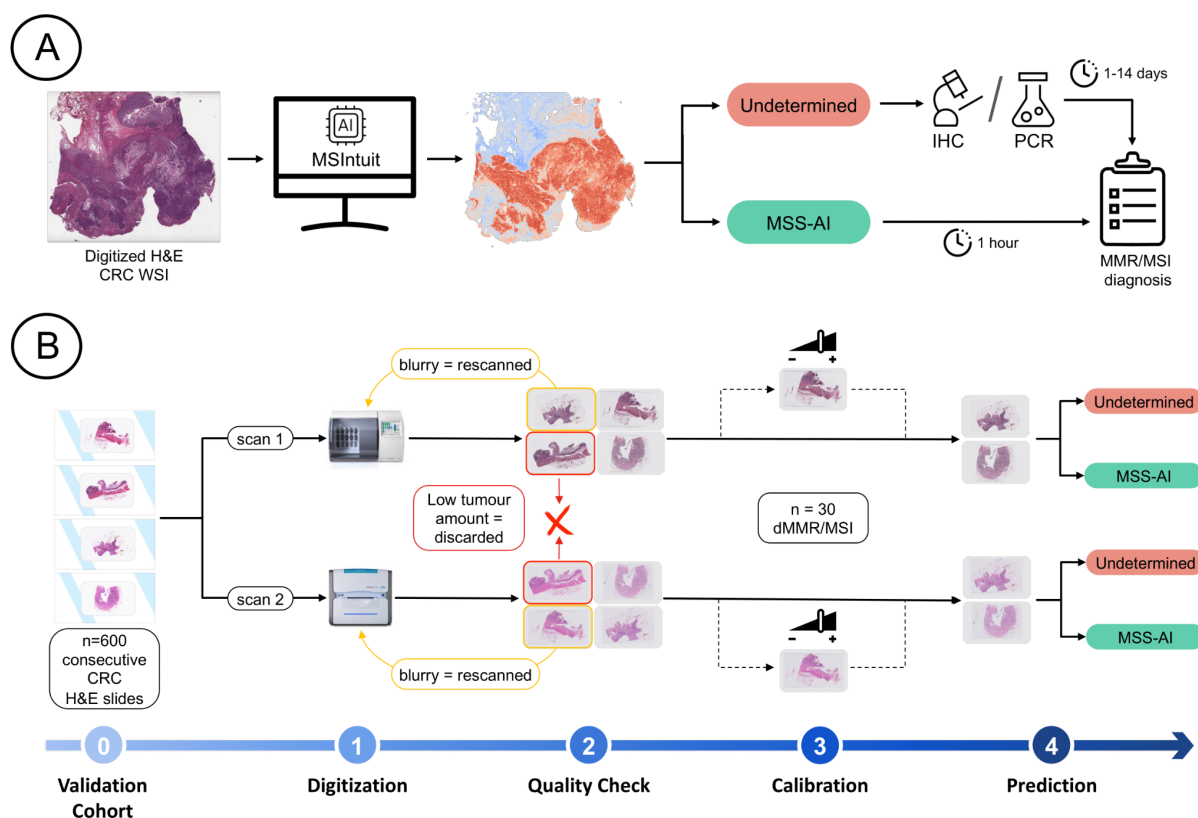 A
AI
MSIntuit
Digitized H&E
CRC WSI
Undetermined
IHC
PCR
1-14 days
MSS-AI
1 hour
MMR/MSI
diagnosis
B
blurry = rescanned
scan 1
Low tumour
amount =
discarded
scan 2
blurry = rescanned
n=600
consecutive
CRC
H&E slides
- +
n = 30
dMMR/MSI
- +
Undetermined
MSS-AI
Undetermined
MSS-AI
0
1
2
3
4
Validation
Cohort
Digitization
Quality Check
Calibration
Prediction